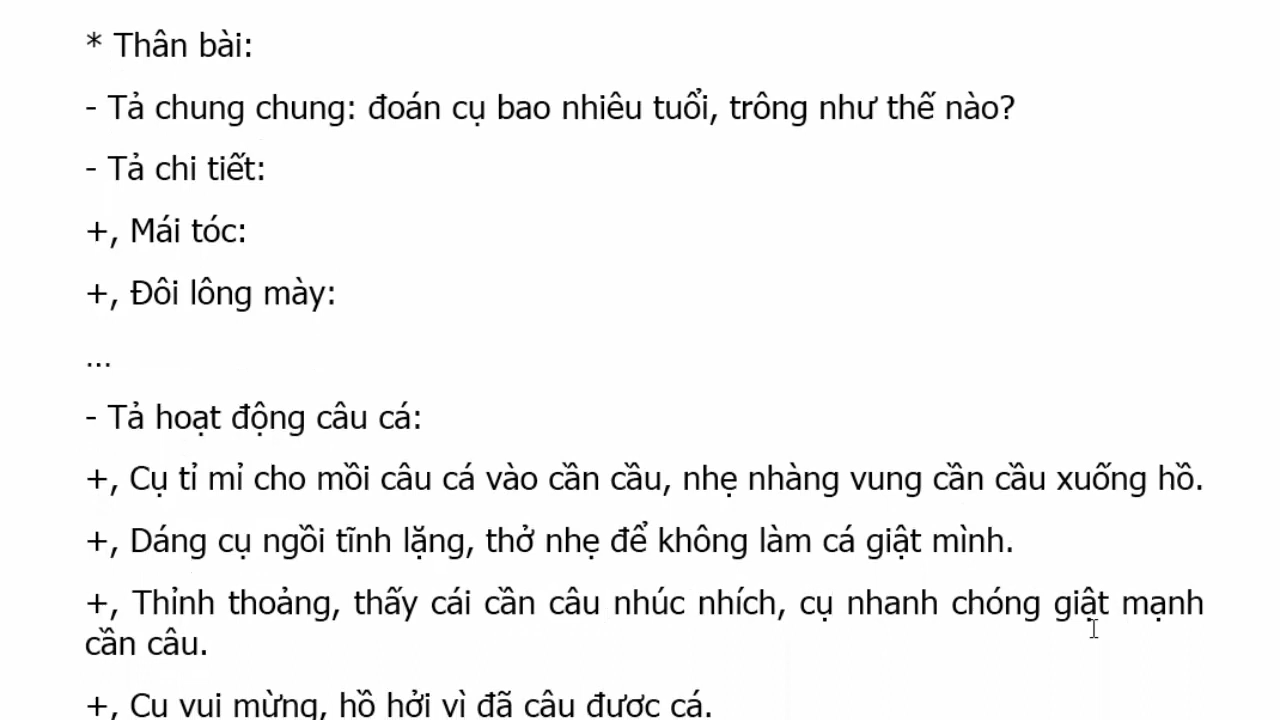 * Thân bài:
- Tả chung chung: đoán cụ bao nhiêu tuổi, trông như thế nào?
- Tả chi tiết:
+, Mái tóc:
+, Đôi lông mày:
...
- Tả hoạt động câu cá:
+, Cụ tỉ mỉ cho mồi câu cá vào cần cầu, nhẹ nhàng vung cần cầu xuống hồ.
+, Dáng cụ ngồi tĩnh lặng, thở nhẹ để không làm cá giật mình.
+, Thỉnh thoảng, thấy cái cần câu nhúc nhích, cụ nhanh chóng giật mạnh
cần câu.
+, Cụ vui mừng, hồ hởi vì đã câu được cá.